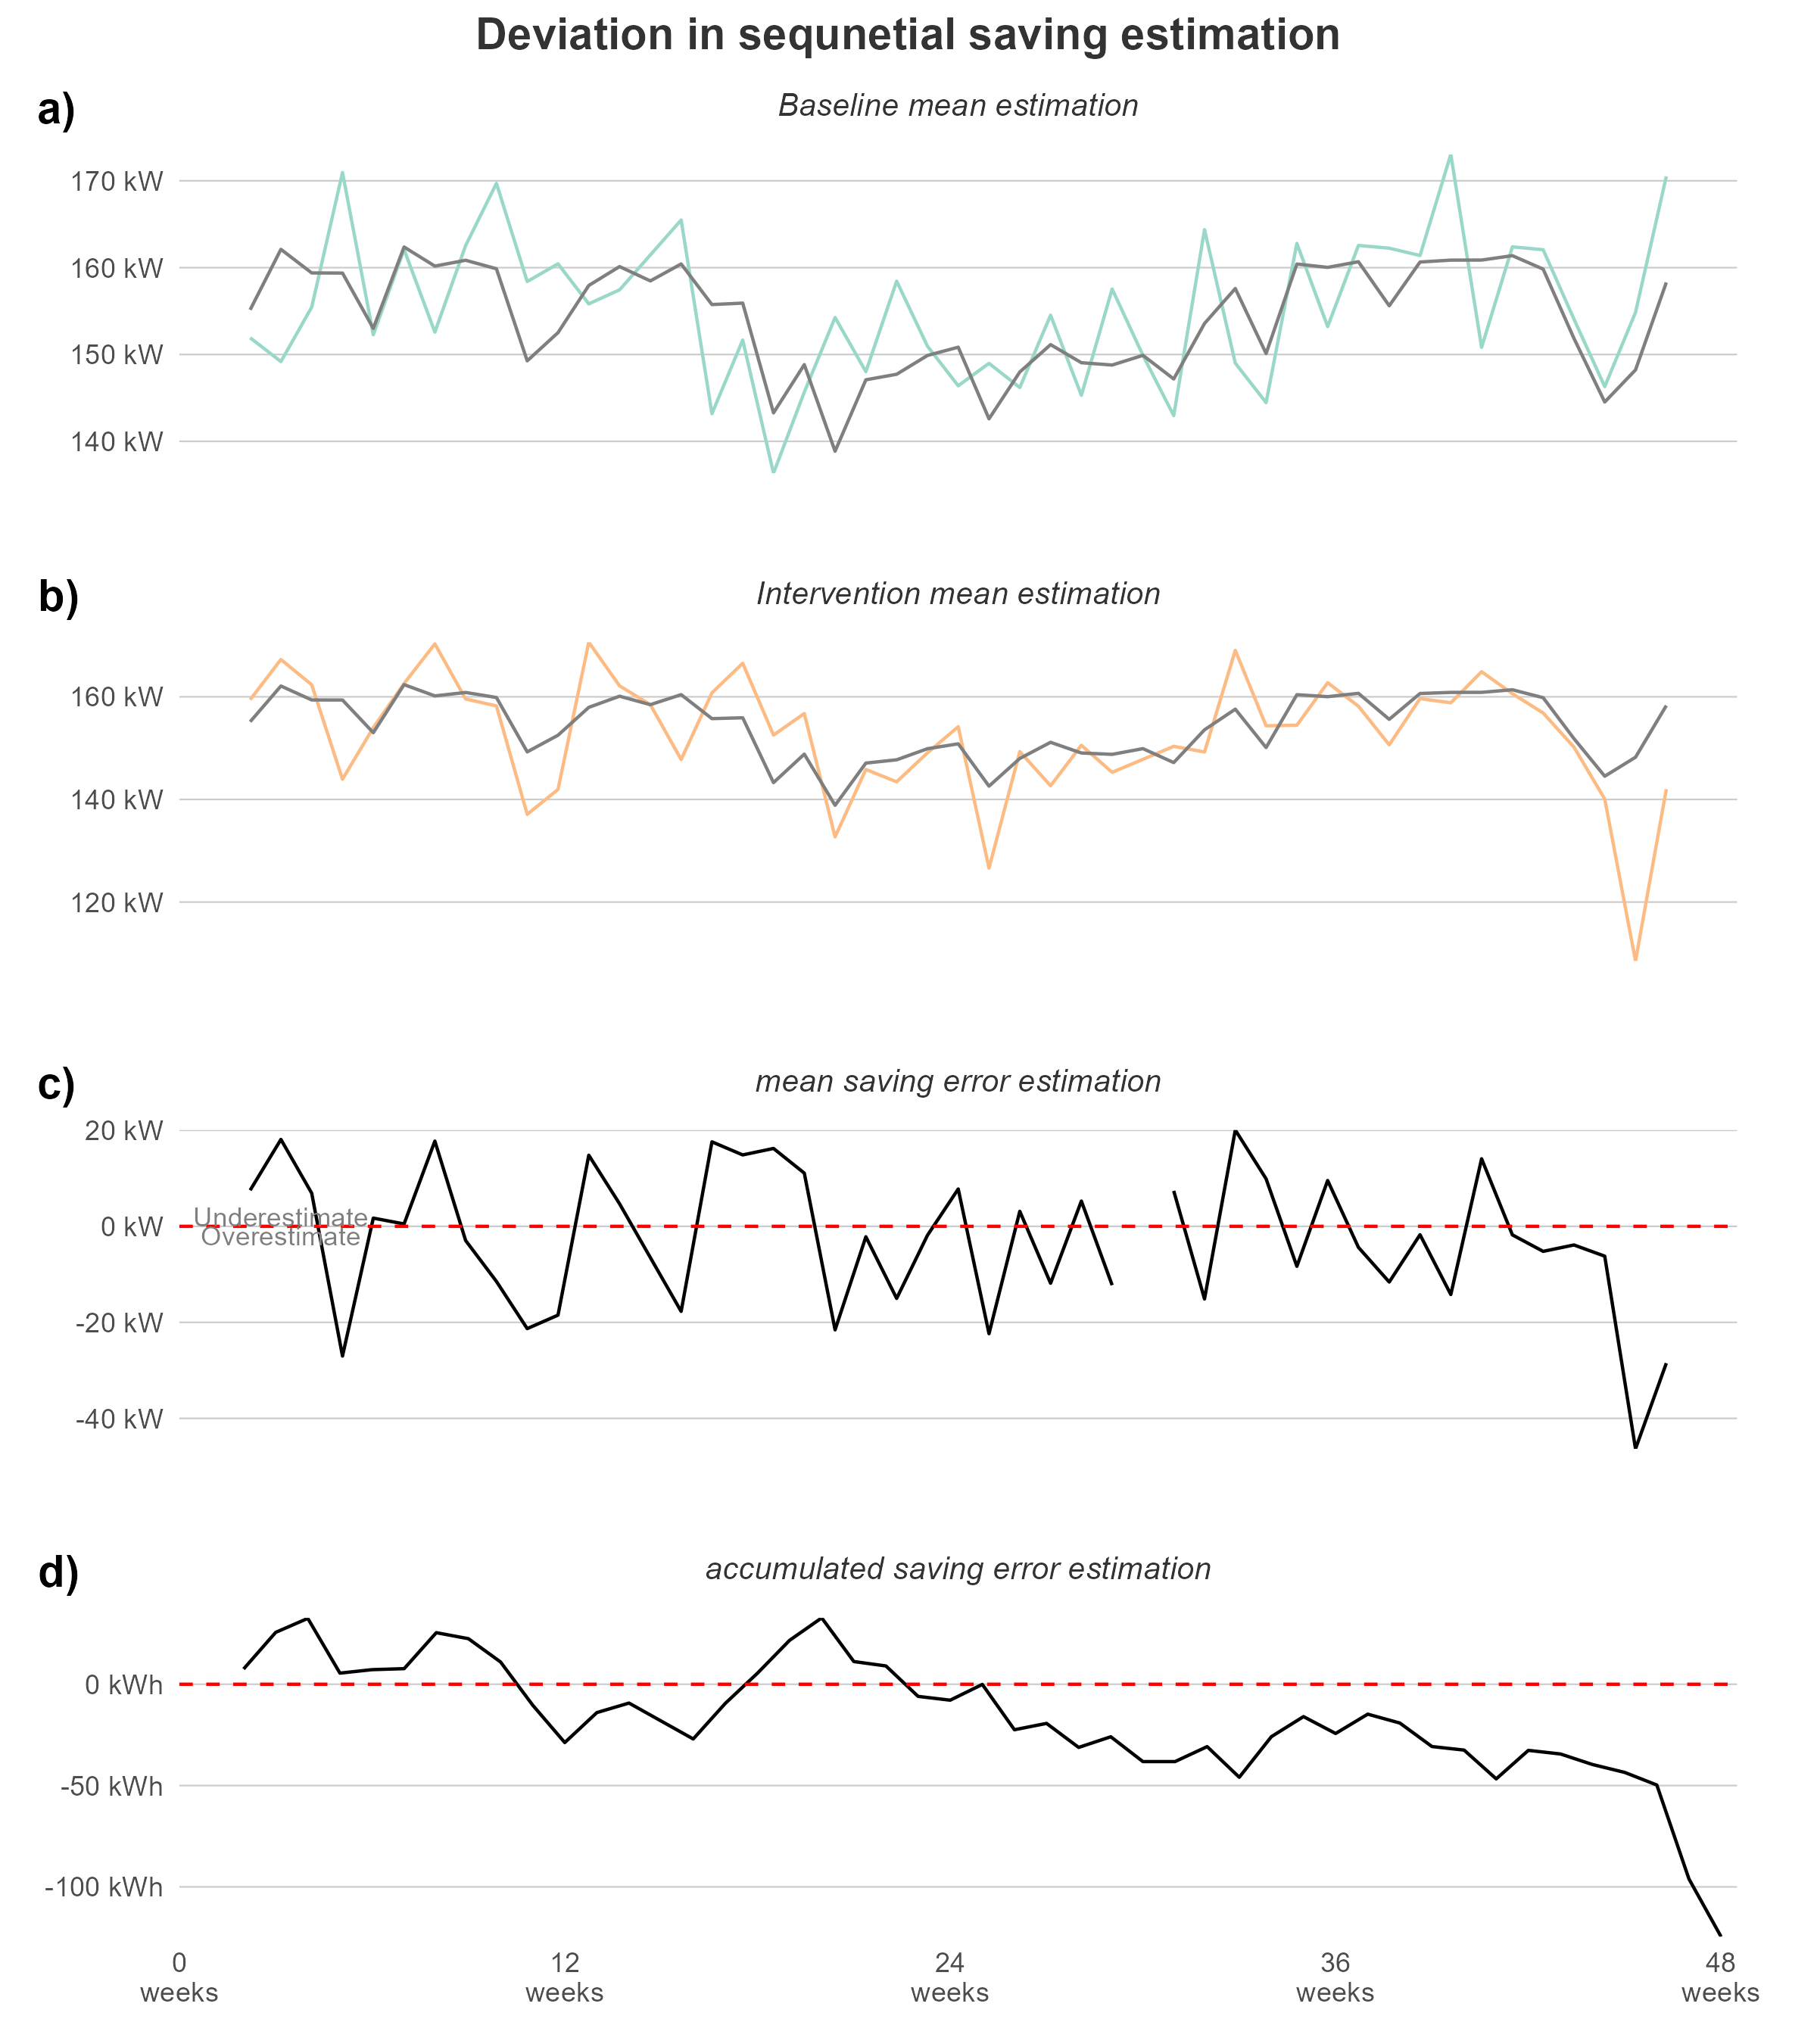 Deviation in sequnetial saving estimation
a)
Baseline mean estimation
170 kW
160 kW
150 kW
140 kW
b)
Intervention mean estimation
160 kW
140 kW
120 kW
c)
mean saving error estimation
20 kW
Underestimate
0 kW
Overestimate
-20 kW
-40 kW
d)
accumulated saving error estimation
0 kWh
-50 kWh
-100 kWh
0 12 24 36 48
weeks weeks weeks weeks weeks